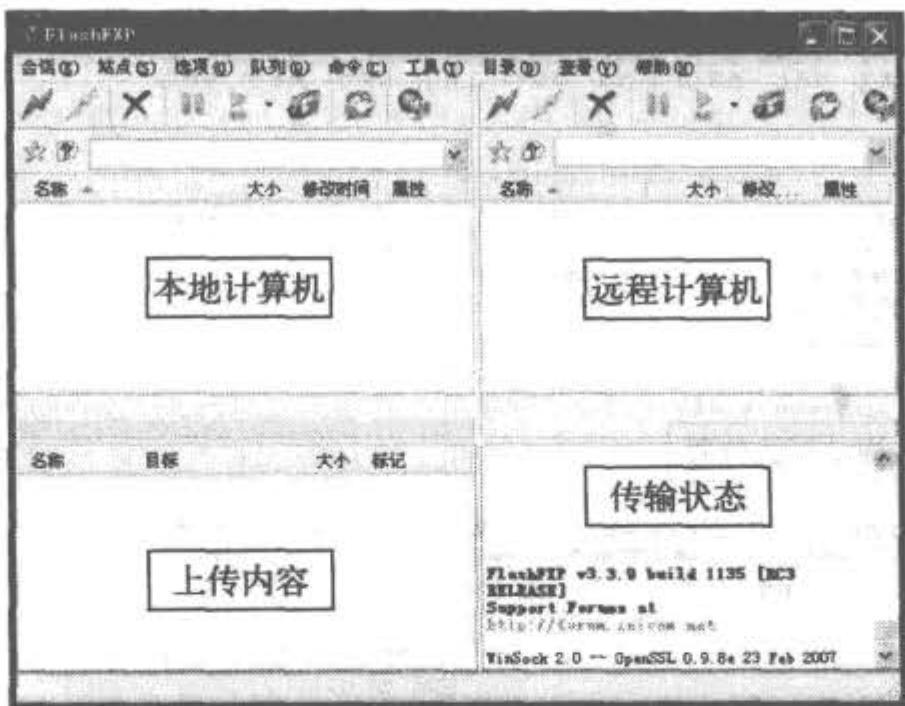 FlashFXP
会话(E) 站点(S) 选项(O) 队列(Q) 命令(C) 工具(T) 目录(D) 查看(V) 帮助(H)
名称 大小 修改时间 属性
名称 大小 修改... 属性
本地计算机
远程计算机
名称 目标 大小 标记
传输状态
上传内容
FlashFXP v3.3.9 build 1135 [RC3
RELEASE]
Support Forums at
WinSock 2.0 -- OpenSSL 0.9.8e 23 Feb 2007